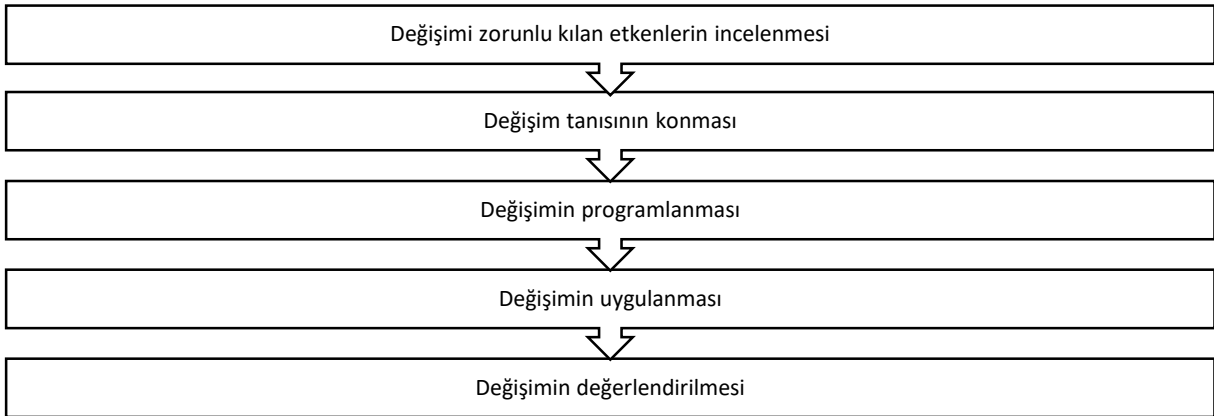 Değişimi zorunlu kılan etkenlerin incelenmesi
Değişim tanısının konması
Değişimin programlanması
Değişimin uygulanması
Değişimin değerlendirilmesi